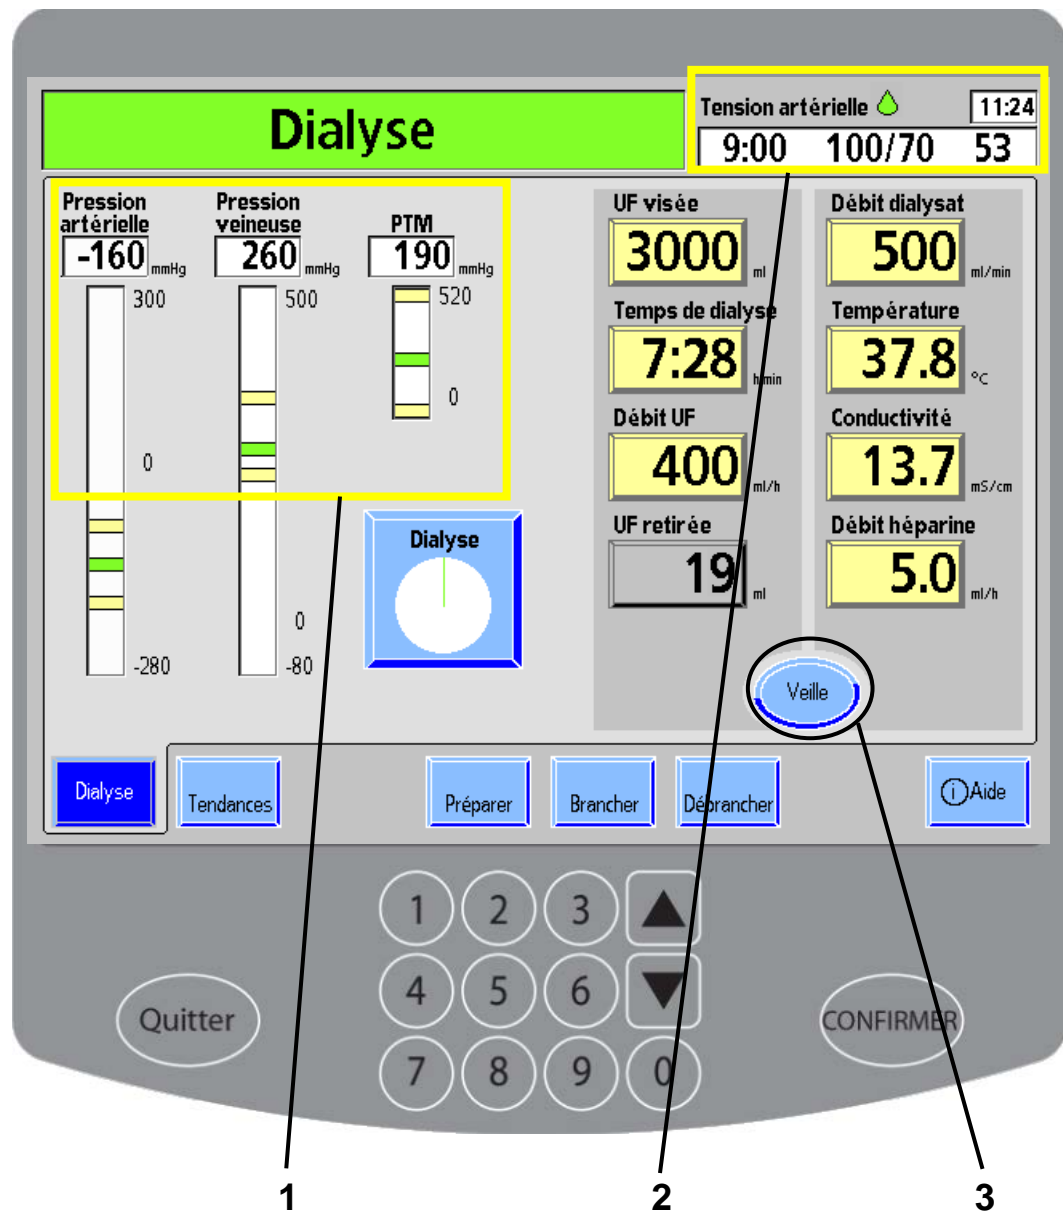 Dialyse
Tension artérielle 11:24
9:00 100/70 53
Pression artérielle
-160 mmHg
300
0
-280
Pression veineuse
260 mmHg
500
0
-80
PTM
190 mmHg
520
0
Dialyse
UF visée
3000 ml
Temps de dialyse
7:28 h:min
Débit UF
400 ml/h
UF retirée
19 ml
Débit dialysat
500 ml/min
Température
37.8 °C
Conductivité
13.7 mS/cm
Débit héparine
5.0 ml/h
Veille
Dialyse Tendances Préparer Brancher Débrancher i Aide
1 2 3
4 5 6
7 8 9 0
Quitter
CONFIRMER
1 2 3